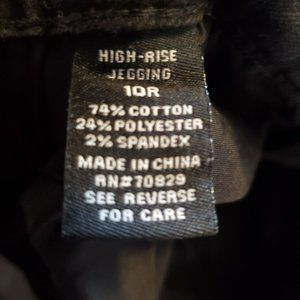 HIGH-RISE
JEGGING
10R
74% COTTON
24% POLYESTER
2% SPANDEX
MADE IN CHINA
RN#70829
SEE REVERSE
FOR CARE